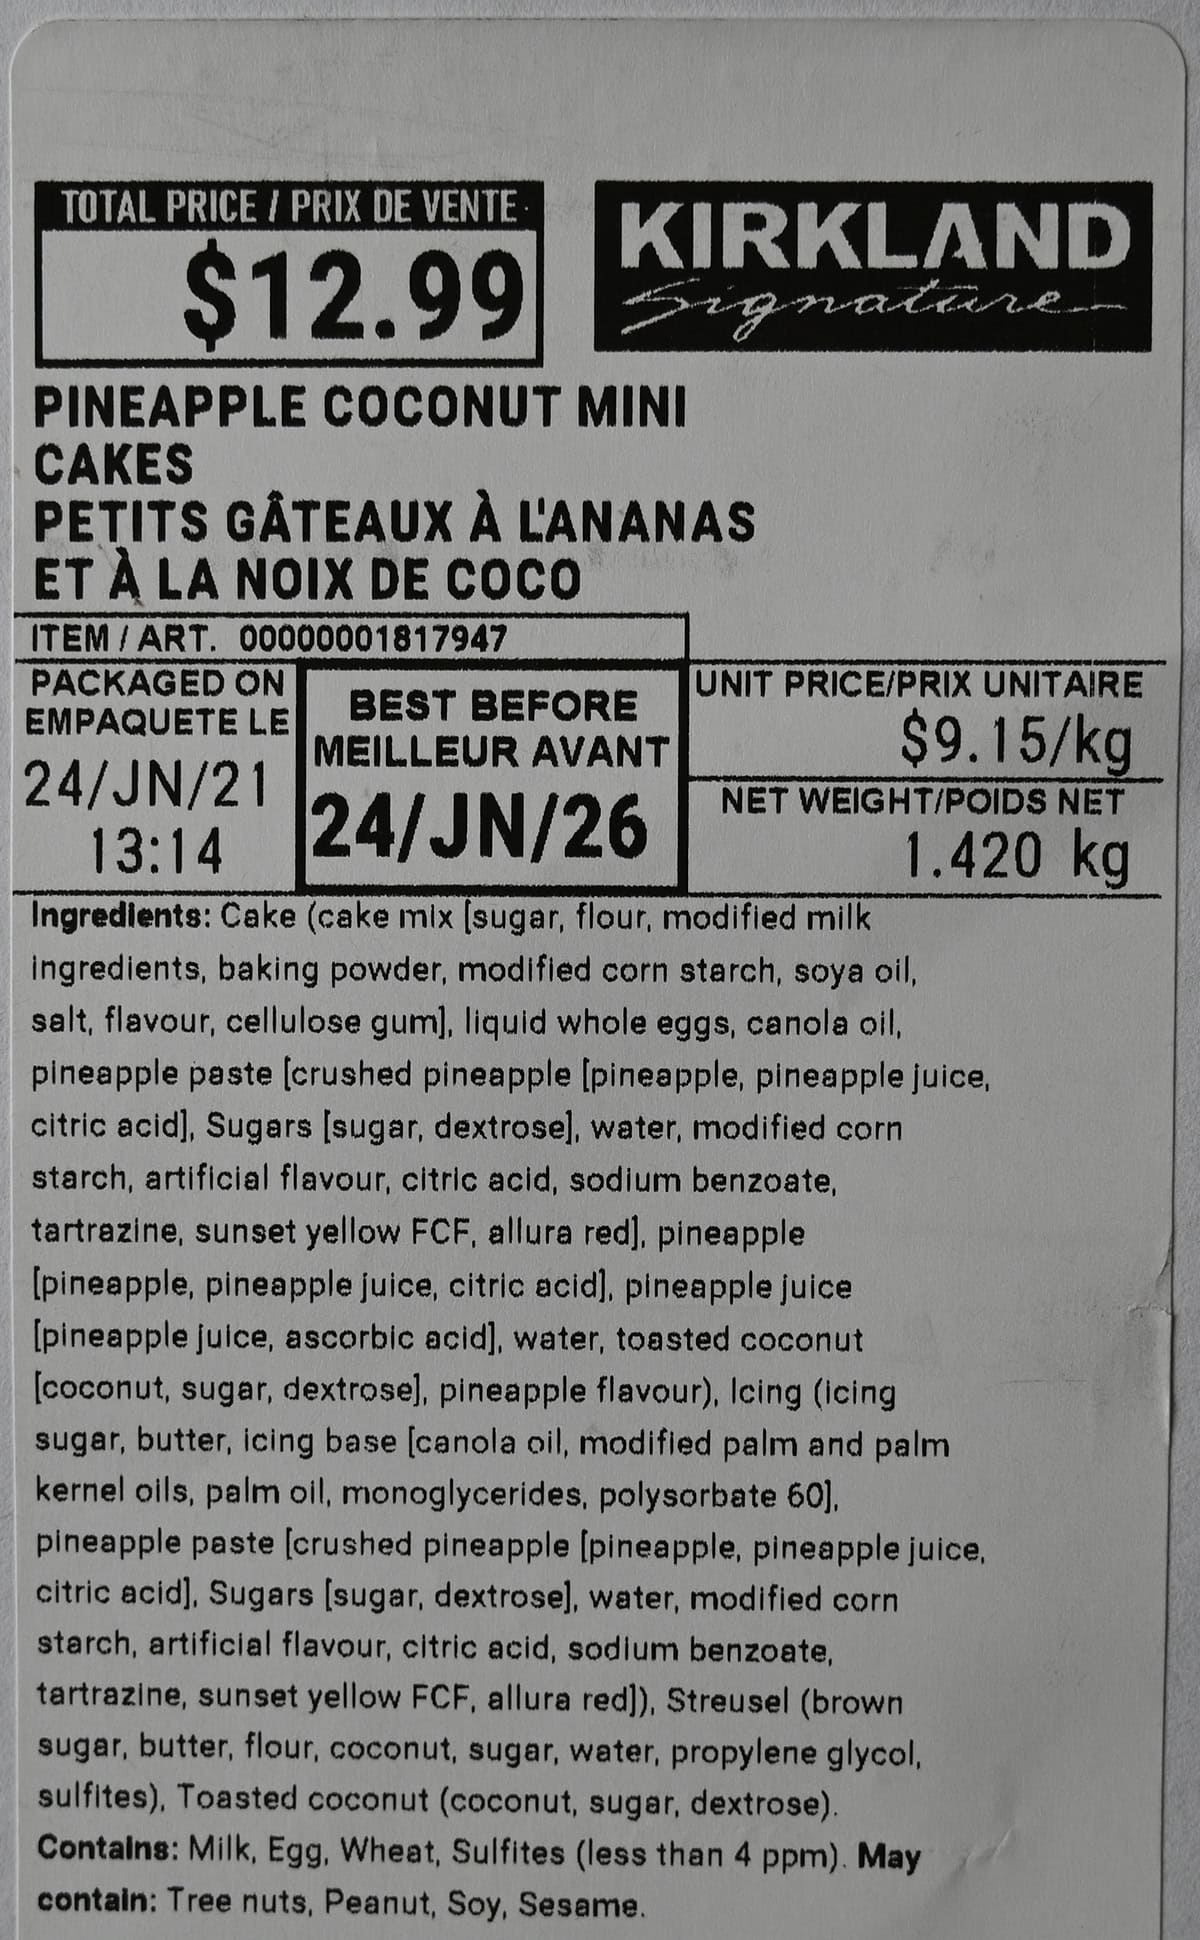 TOTAL PRICE / PRIX DE VENTE
$12.99
KIRKLAND
Signature
PINEAPPLE COCONUT MINI
CAKES
PETITS GÂTEAUX À L'ANANAS
ET À LA NOIX DE COCO
ITEM / ART. 00000001817947
PACKAGED ON
EMPAQUETE LE
24/JN/21
13:14
BEST BEFORE
MEILLEUR AVANT
24/JN/26
UNIT PRICE/PRIX UNITAIRE
$9.15/kg
NET WEIGHT/POIDS NET
1.420 kg
Ingredients: Cake (cake mix [sugar, flour, modified milk
ingredients, baking powder, modified corn starch, soya oil,
salt, flavour, cellulose gum], liquid whole eggs, canola oil,
pineapple paste [crushed pineapple [pineapple, pineapple juice,
citric acid], Sugars [sugar, dextrose], water, modified corn
starch, artificial flavour, citric acid, sodium benzoate,
tartrazine, sunset yellow FCF, allura red], pineapple
[pineapple, pineapple juice, citric acid], pineapple juice
[pineapple juice, ascorbic acid], water, toasted coconut
[coconut, sugar, dextrose], pineapple flavour), Icing (icing
sugar, butter, icing base [canola oil, modified palm and palm
kernel oils, palm oil, monoglycerides, polysorbate 60],
pineapple paste [crushed pineapple [pineapple, pineapple juice,
citric acid], Sugars [sugar, dextrose], water, modified corn
starch, artificial flavour, citric acid, sodium benzoate,
tartrazine, sunset yellow FCF, allura red]), Streusel (brown
sugar, butter, flour, coconut, sugar, water, propylene glycol,
sulfites), Toasted coconut (coconut, sugar, dextrose).
Contains: Milk, Egg, Wheat, Sulfites (less than 4 ppm). May
contain: Tree nuts, Peanut, Soy, Sesame.